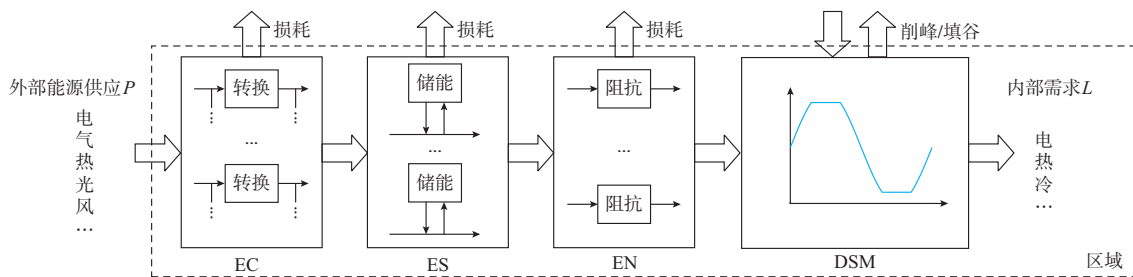 损耗
损耗
损耗
削峰/填谷
外部能源供应P
电
气
热
光
风
…
转换
⋮
⋮
...
转换
⋮
⋮
储能
...
储能
阻抗
...
阻抗
内部需求L
电
热
冷
…
EC
ES
EN
DSM
区域